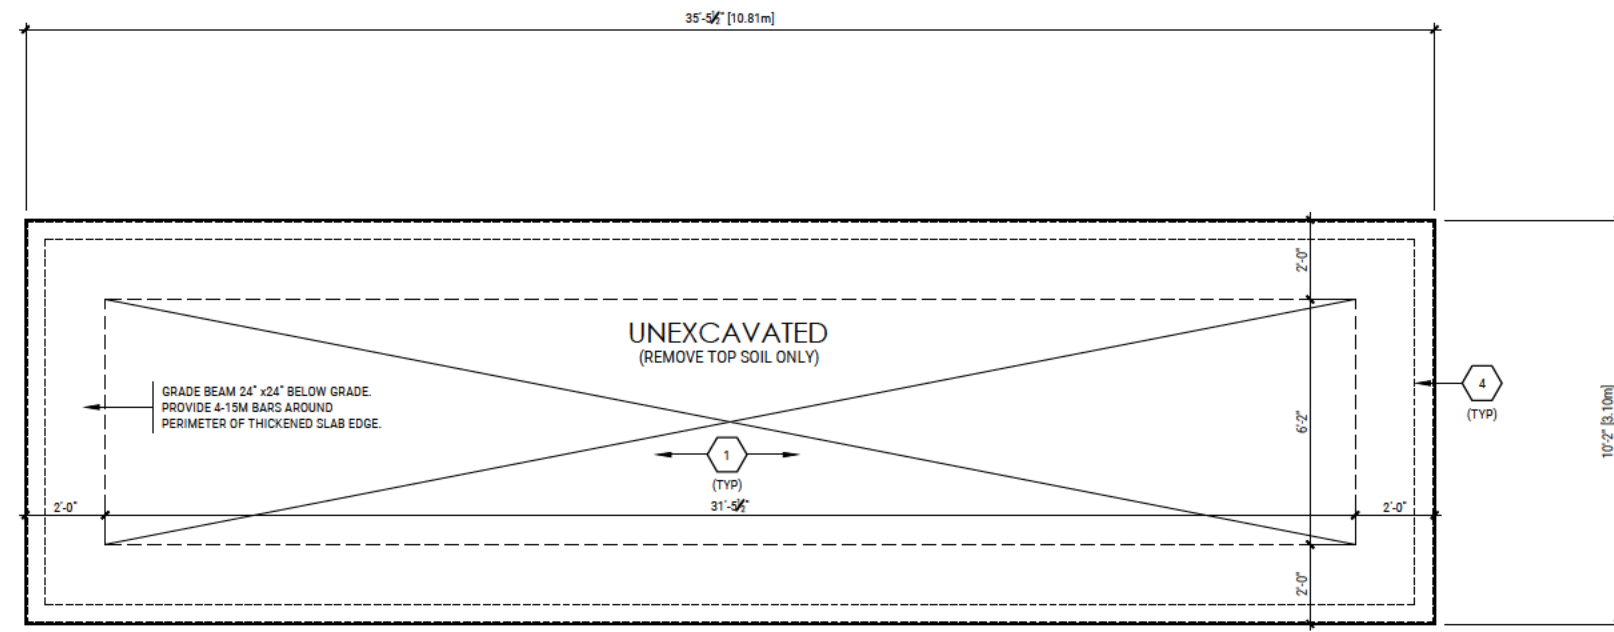 35'-5½" [10.81m]
2'-0"
UNEXCAVATED
(REMOVE TOP SOIL ONLY)
GRADE BEAM 24" x24" BELOW GRADE.
PROVIDE 4-15M BARS AROUND
PERIMETER OF THICKENED SLAB EDGE.
4
(TYP)
6'-2"
10'-2" [3.10m]
1
(TYP)
2'-0"
31'-5½"
2'-0"
2'-0"